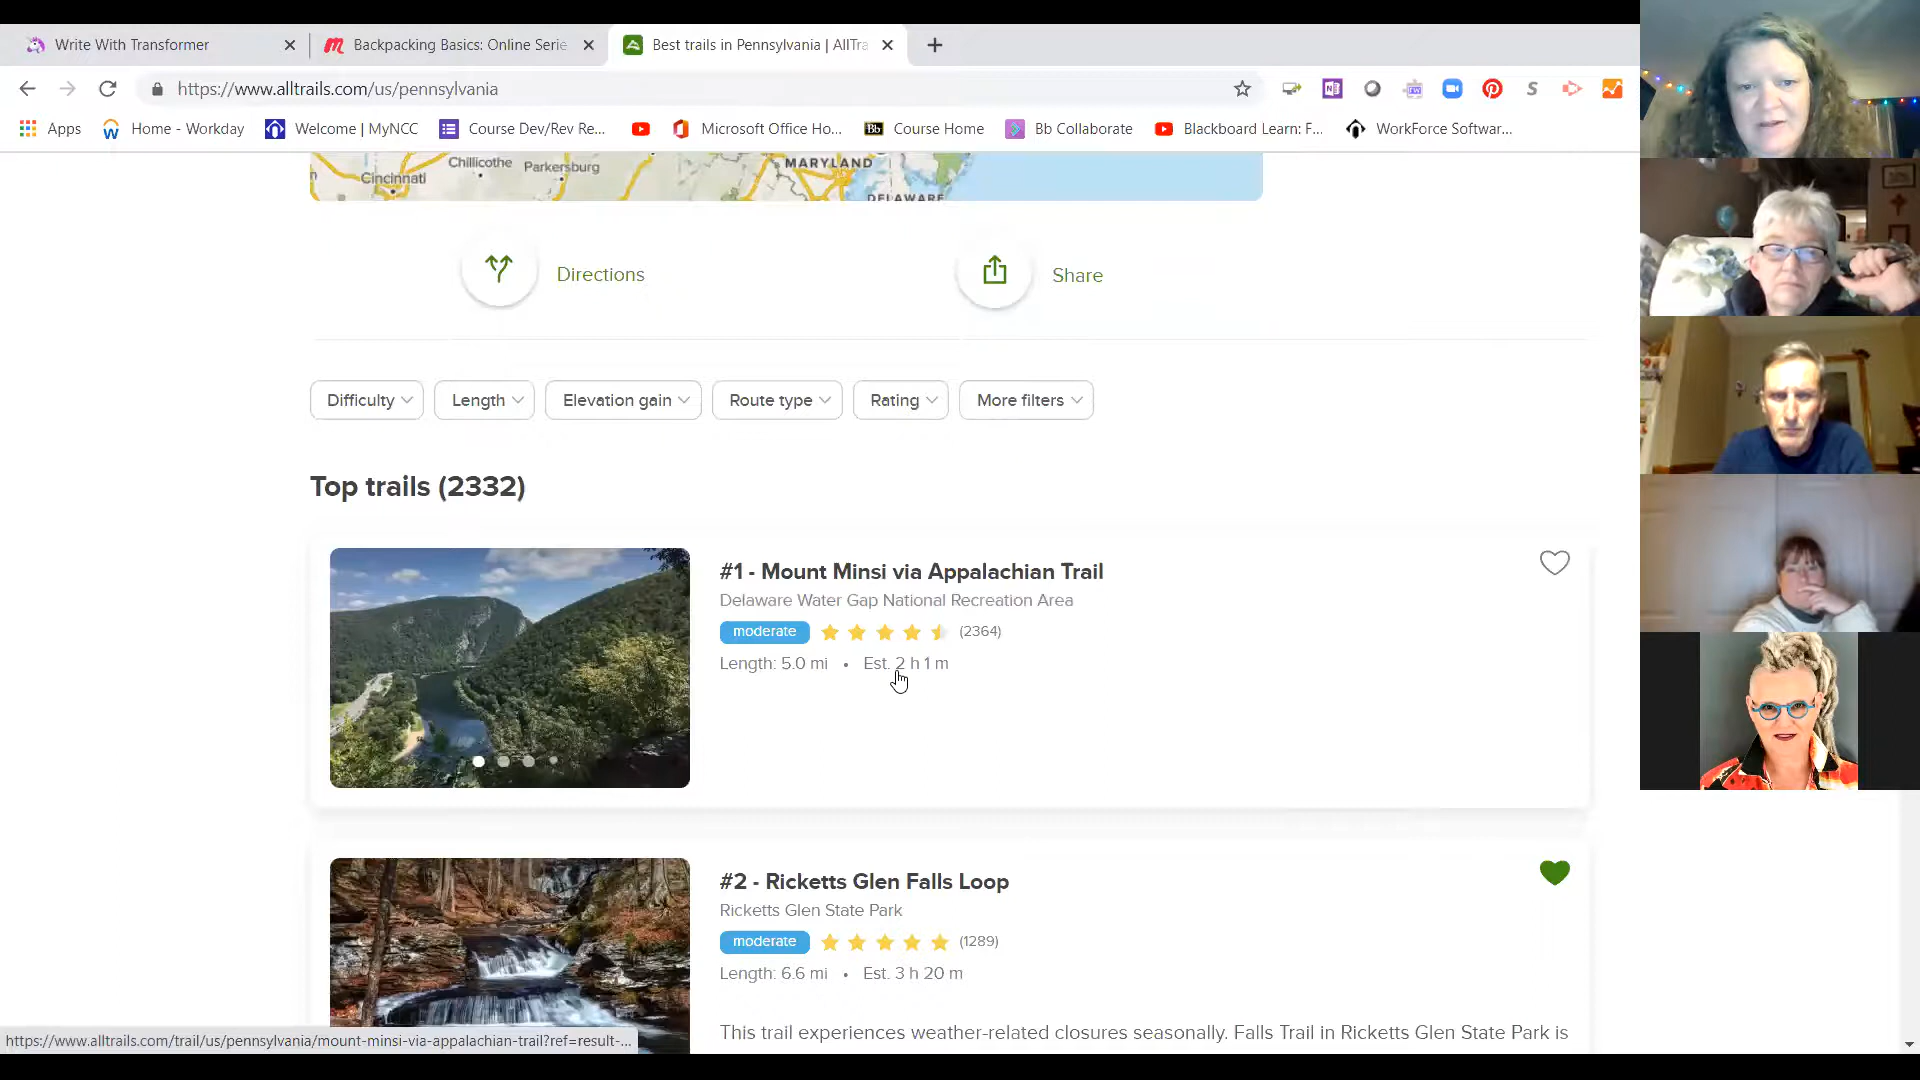 Write With Transformer
Backpacking Basics: Online Serie
Best trails in Pennsylvania | AllTra
https://www.alltrails.com/us/pennsylvania
Apps
Home - Workday
Welcome | MyNCC
Course Dev/Rev Re...
Microsoft Office Ho...
Bb Course Home
Bb Collaborate
Blackboard Learn: F...
WorkForce Softwar...
Chillicothe
Cincinnati
Parkersburg
MARYLAND
DELAWARE
Directions
Share
Difficulty
Length
Elevation gain
Route type
Rating
More filters
Top trails (2332)
#1 - Mount Minsi via Appalachian Trail
Delaware Water Gap National Recreation Area
moderate (2364)
Length: 5.0 mi • Est. 2 h 1 m
#2 - Ricketts Glen Falls Loop
Ricketts Glen State Park
moderate (1289)
Length: 6.6 mi • Est. 3 h 20 m
This trail experiences weather-related closures seasonally. Falls Trail in Ricketts Glen State Park is
https://www.alltrails.com/trail/us/pennsylvania/mount-minsi-via-appalachian-trail?ref=result-...